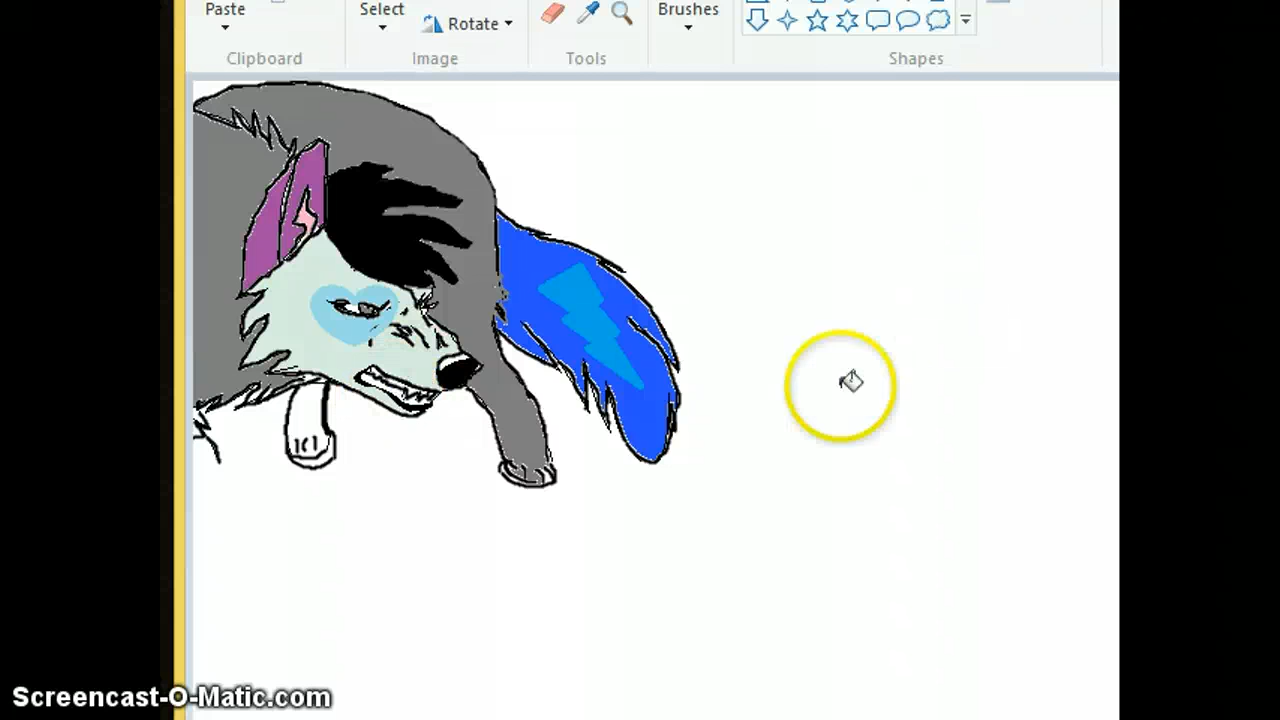 Paste
Select
Rotate
Brushes
Clipboard
Image
Tools
Shapes
Screencast-O-Matic.com